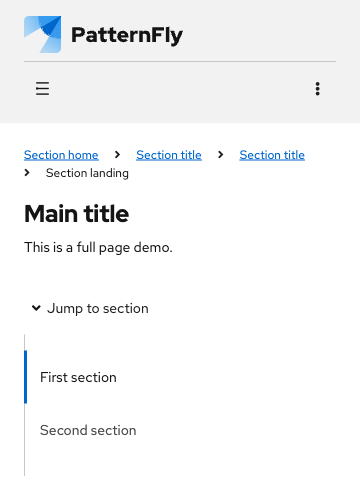 PatternFly
Section home Section title Section title
Section landing
Main title
This is a full page demo.
Jump to section
First section
Second section